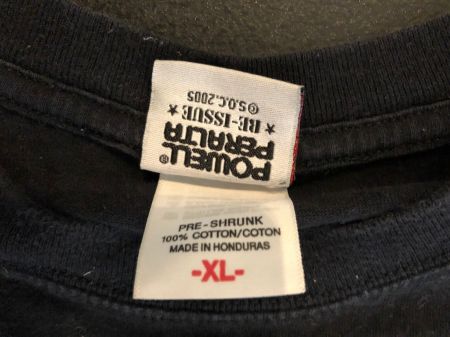 POWELL®
PERALTA
★ RE-ISSUE ★
© S.O.C. 2005
PRE-SHRUNK
100% COTTON/COTON
MADE IN HONDURAS
-XL-